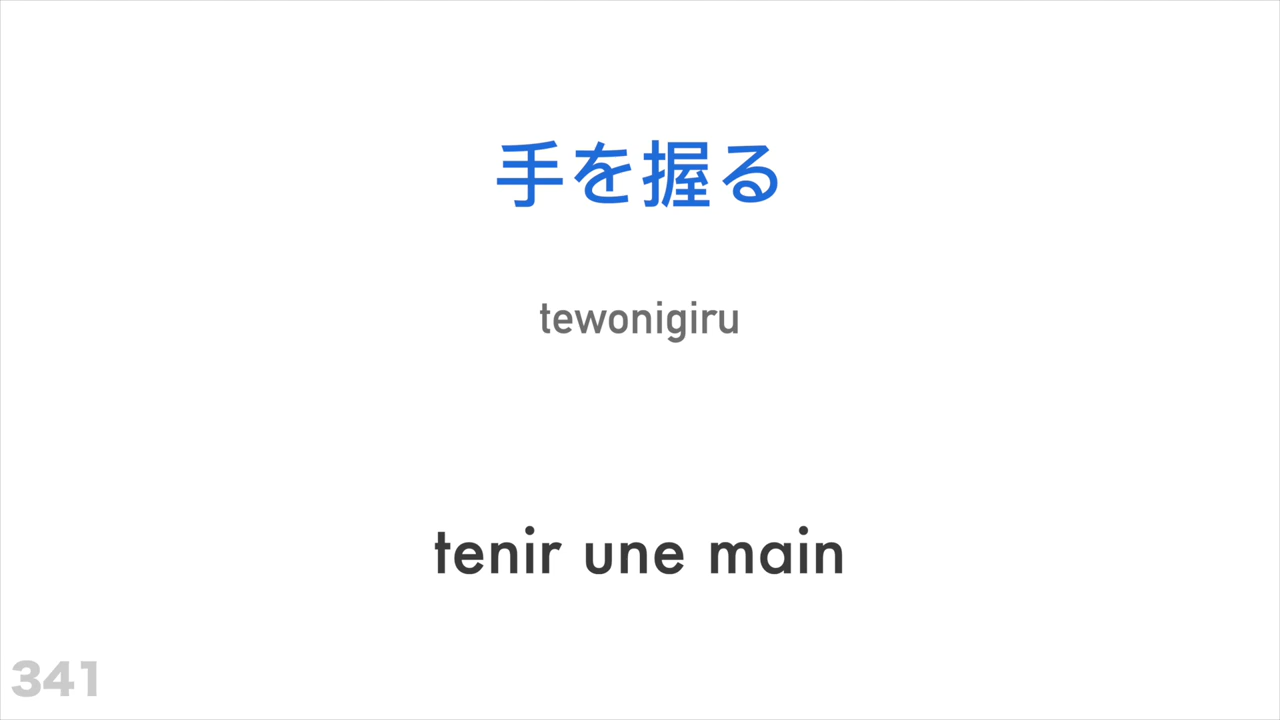 手を握る
tewonigiru
tenir une main
341